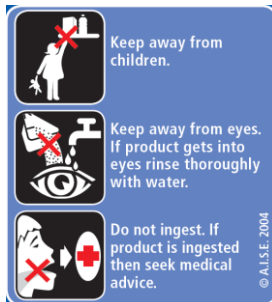 Keep away from
children.
Keep away from eyes.
If product gets into
eyes rinse thoroughly
with water.
Do not ingest. If
product is ingested
then seek medical
advice.
© A.I.S.E. 2004